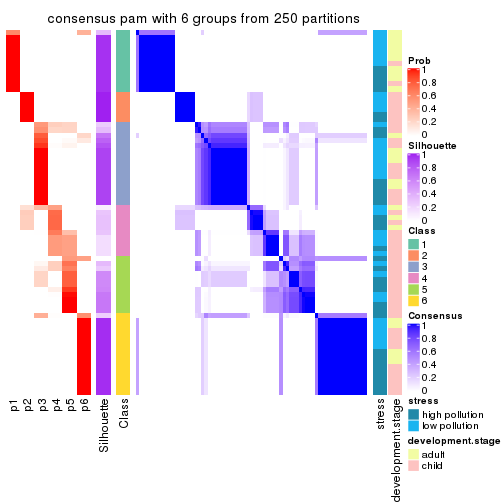 consensus pam with 6 groups from 250 partitions
Prob
1
0.8
0.6
0.4
0.2
0
Silhouette
1
0.8
0.6
0.4
0.2
0
Class
1
2
3
4
5
6
Consensus
1
0.8
0.6
0.4
0.2
0
stress
high pollution
low pollution
development.stage
adult
child
p1
p2
p3
p4
p5
p6
Silhouette
Class
stress
development.stage